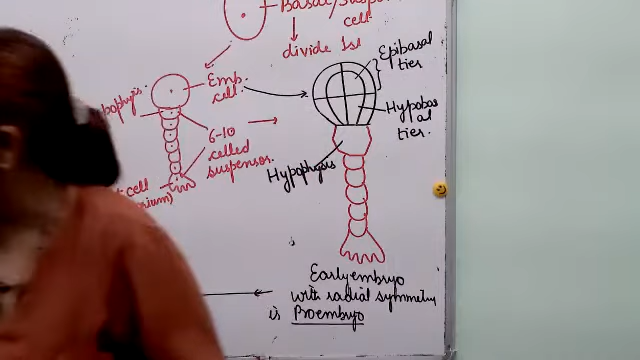 Basal/Suspensor
cell
divide 1st
Emb.
cell
6-10
celled
suspensor.
cell
Epibasal
tier
Hypobas
al
tier.
Hypophysis
Early embryo
with radial symmetry
is Proembryo